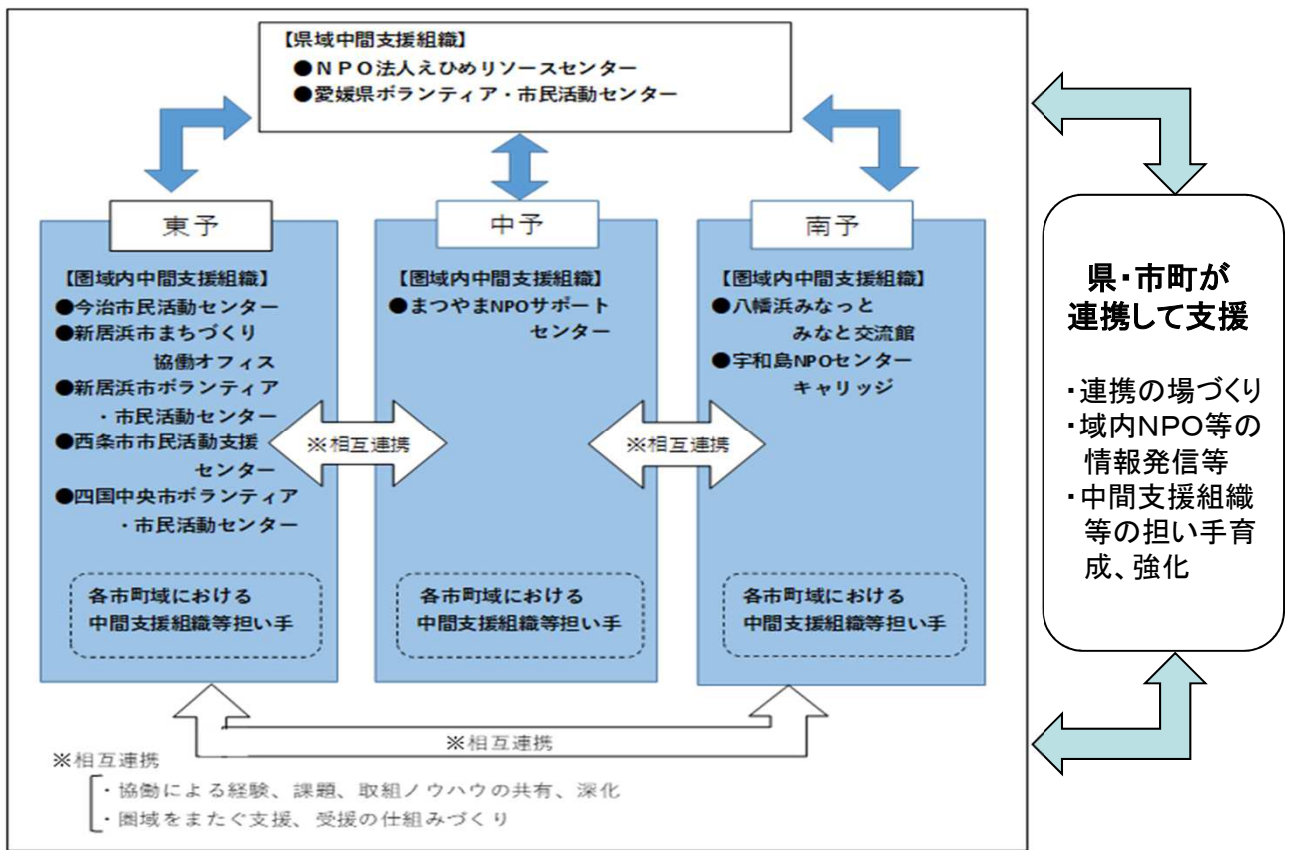 【県域中間支援組織】
●ＮＰＯ法人えひめリソースセンター
●愛媛県ボランティア・市民活動センター
東予
【圏域内中間支援組織】
●今治市民活動センター
●新居浜市まちづくり
協働オフィス
●新居浜市ボランティア
・市民活動センター
●西条市市民活動支援
センター
●四国中央市ボランティア
・市民活動センター
各市町域における
中間支援組織等担い手
中予
【圏域内中間支援組織】
●まつやまNPOサポート
センター
各市町域における
中間支援組織等担い手
南予
【圏域内中間支援組織】
●八幡浜みなっと
みなと交流館
●宇和島NPOセンター
キャリッジ
各市町域における
中間支援組織等担い手
※相互連携
※相互連携
※相互連携
※相互連携
・協働による経験、課題、取組ノウハウの共有、深化
・圏域をまたぐ支援、受援の仕組みづくり
県・市町が
連携して支援
・連携の場づくり
・域内NPO等の
情報発信等
・中間支援組織
等の担い手育
成、強化